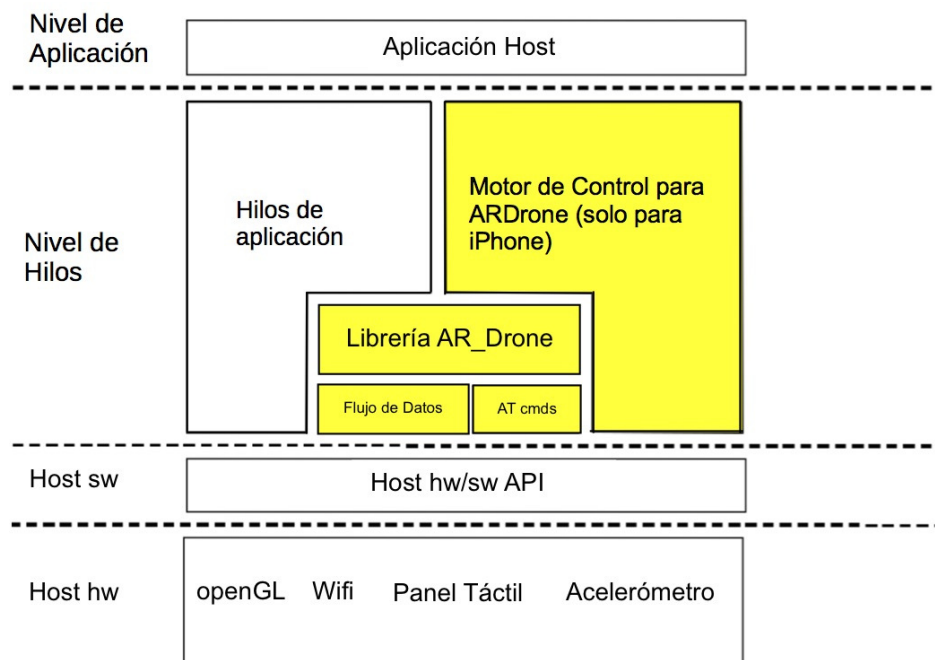 Nivel de
Aplicación
Aplicación Host
Nivel de
Hilos
Hilos de
aplicación
Motor de Control para
ARDrone (solo para
iPhone)
Librería AR_Drone
Flujo de Datos
AT cmds
Host sw
Host hw/sw API
Host hw
openGL
Wifi
Panel Táctil
Acelerómetro